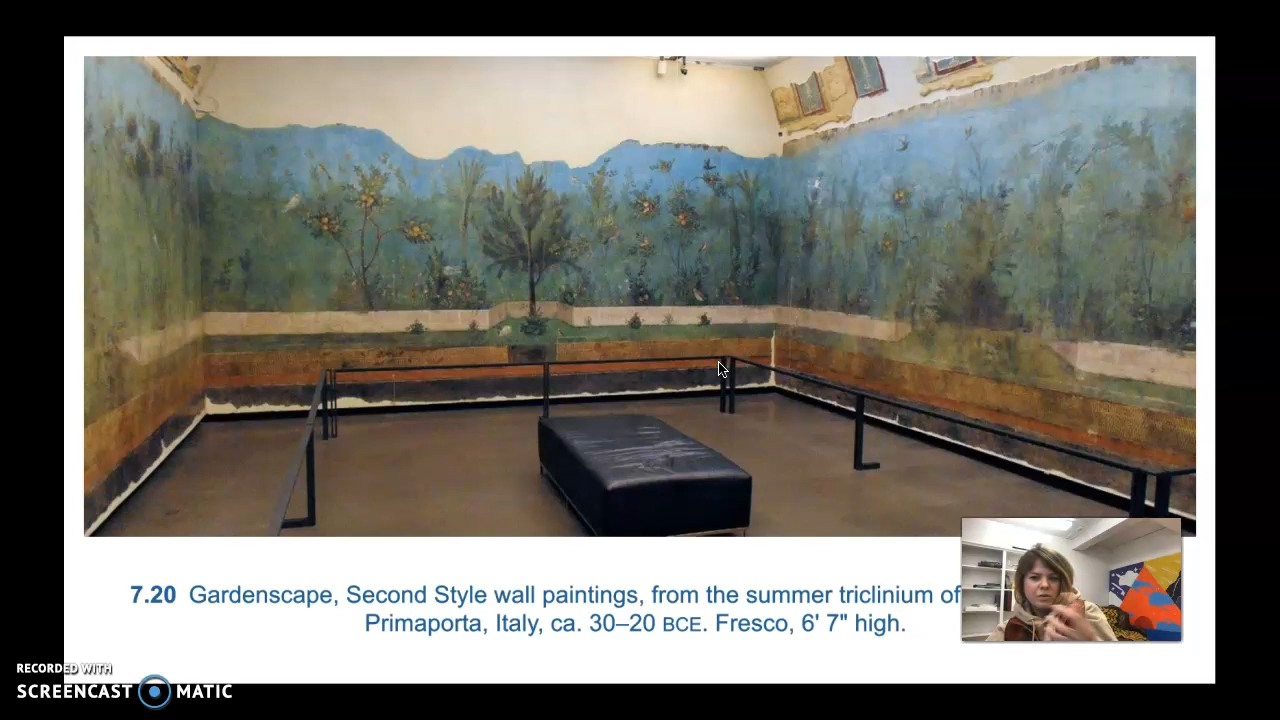 7.20 Gardenscape, Second Style wall paintings, from the summer triclinium of
Primaporta, Italy, ca. 30–20 BCE. Fresco, 6' 7" high.
RECORDED WITH
SCREENCAST MATIC